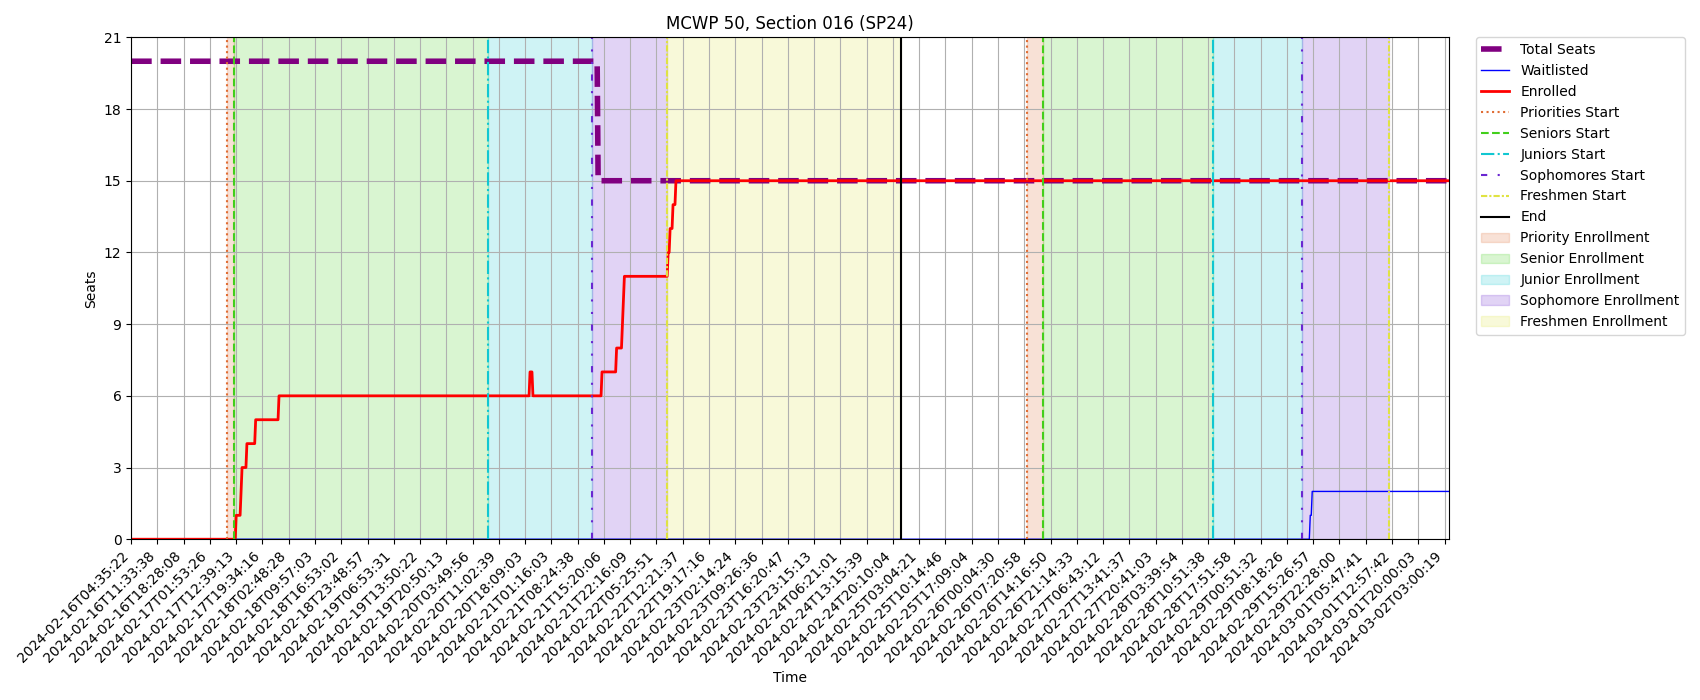 MCWP 50, Section 016 (SP24)
Seats
21
18
15
12
9
6
3
0
2024-02-16T04:35:22
2024-02-16T11:33:38
2024-02-16T18:28:08
2024-02-17T01:53:26
2024-02-17T12:39:13
2024-02-17T19:34:16
2024-02-18T02:48:28
2024-02-18T09:57:03
2024-02-18T16:53:02
2024-02-18T23:48:57
2024-02-19T06:53:31
2024-02-19T13:50:22
2024-02-19T20:50:13
2024-02-20T03:49:56
2024-02-20T11:02:39
2024-02-20T18:09:03
2024-02-21T01:16:03
2024-02-21T08:24:38
2024-02-21T15:20:06
2024-02-21T22:16:09
2024-02-22T05:25:51
2024-02-22T12:21:37
2024-02-22T19:17:16
2024-02-23T02:14:24
2024-02-23T09:26:36
2024-02-23T16:20:47
2024-02-23T23:15:13
2024-02-24T06:21:01
2024-02-24T13:15:39
2024-02-24T20:10:04
2024-02-25T03:04:21
2024-02-25T10:14:46
2024-02-25T17:09:04
2024-02-26T00:04:30
2024-02-26T07:20:58
2024-02-26T14:16:50
2024-02-26T21:14:33
2024-02-27T06:43:12
2024-02-27T13:41:37
2024-02-27T20:41:03
2024-02-28T03:39:54
2024-02-28T10:51:38
2024-02-28T17:51:58
2024-02-29T00:51:32
2024-02-29T08:18:26
2024-02-29T15:26:57
2024-02-29T22:28:00
2024-03-01T05:47:41
2024-03-01T12:57:42
2024-03-01T20:00:03
2024-03-02T03:00:19
Time
Total Seats
Waitlisted
Enrolled
Priorities Start
Seniors Start
Juniors Start
Sophomores Start
Freshmen Start
End
Priority Enrollment
Senior Enrollment
Junior Enrollment
Sophomore Enrollment
Freshmen Enrollment